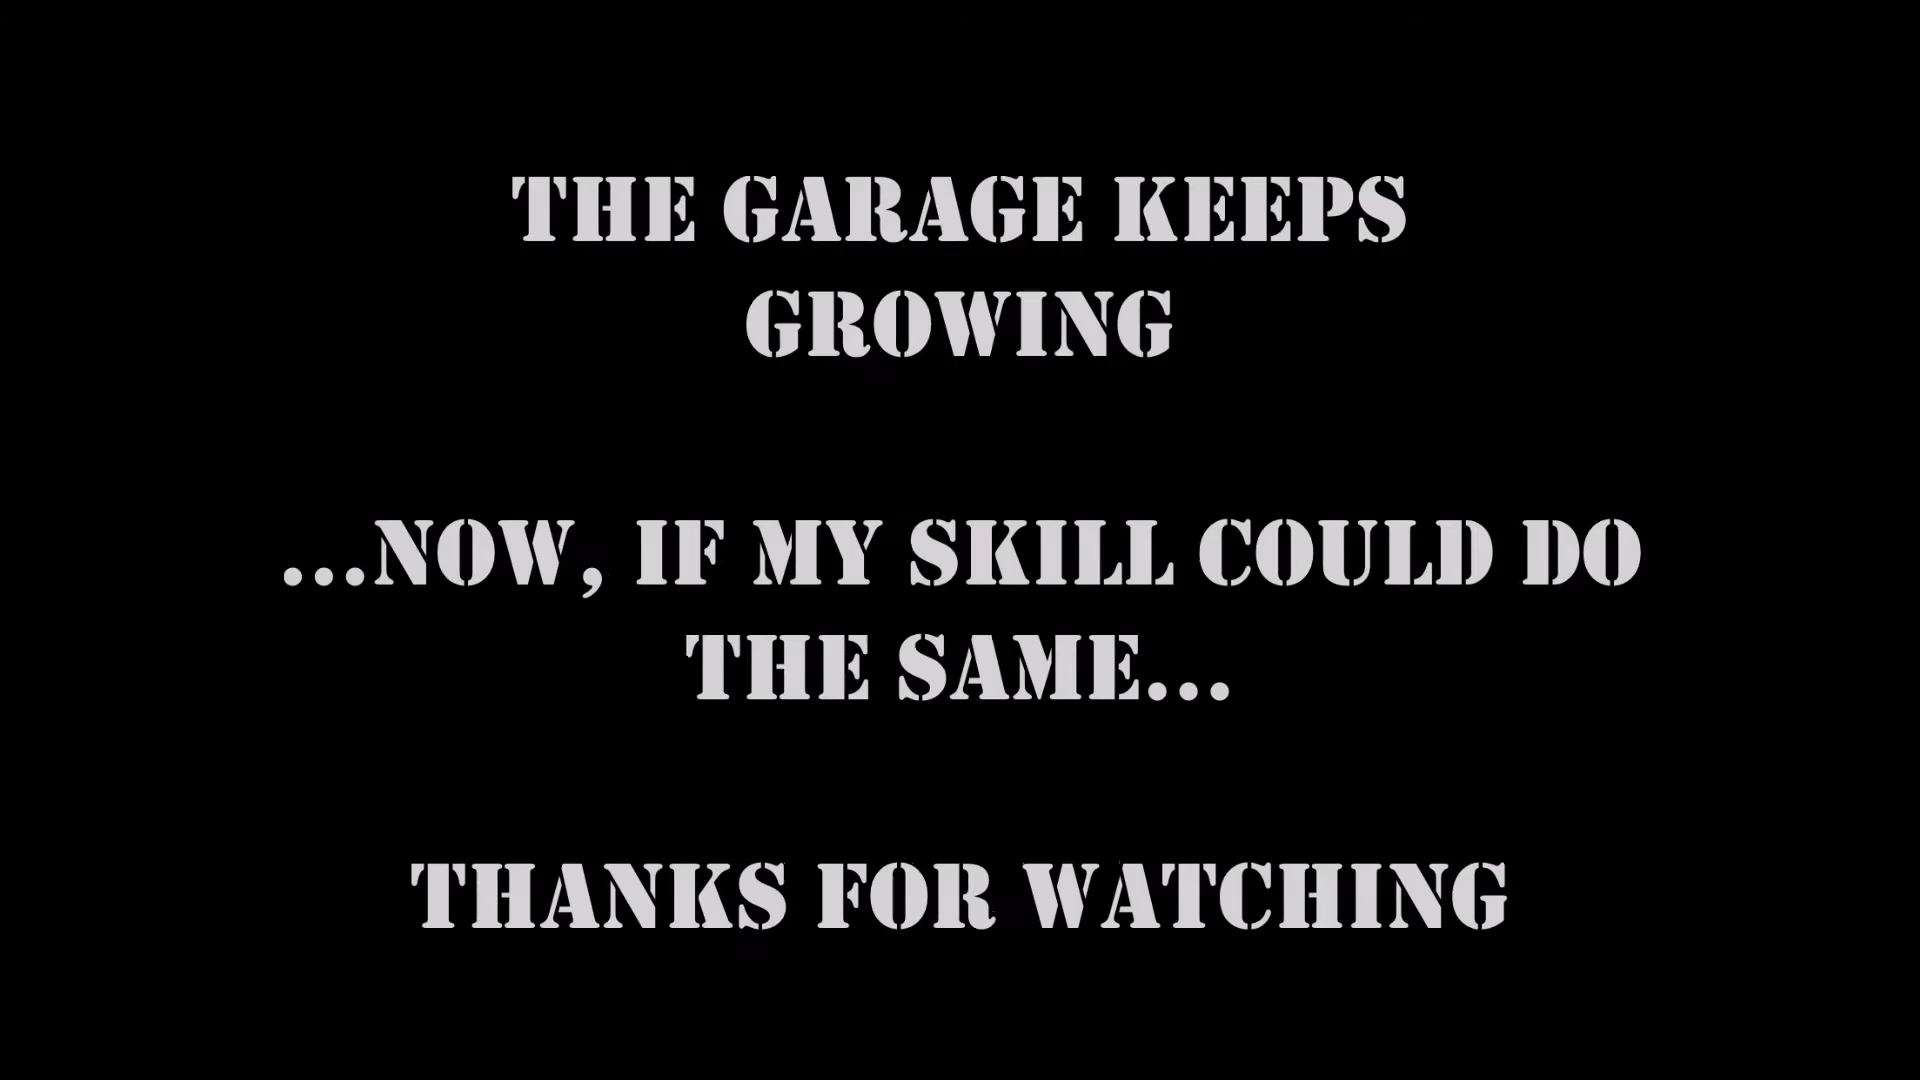 THE GARAGE KEEPS
GROWING
...NOW, IF MY SKILL COULD DO
THE SAME...
THANKS FOR WATCHING